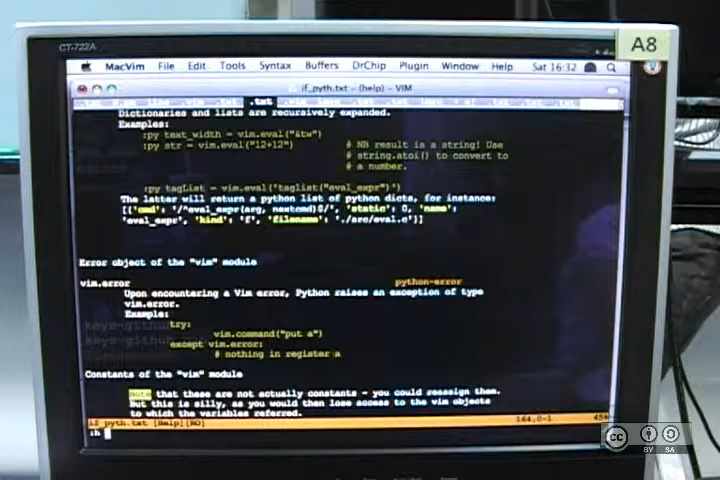 CT-722A
A8
MacVim File Edit Tools Syntax Buffers DrChip Plugin Window Help Sat 16:32
if_pyth.txt - (help) - VIM
.txt
Dictionaries and lists are recursively expanded.
Examples:
:py text_width = vim.eval("&tw")
:py str = vim.eval("12+12") # NB result is a string! Use
# string.atoi() to convert to
# a number.
:py tagList = vim.eval('taglist("eval_expr")')
The latter will return a python list of python dicts, for instance:
[{'cmd': '/^eval_expr(arg, nextcmd)$/', 'static': 0, 'name':
'eval_expr', 'kind': 'f', 'filename': './src/eval.c'}]
Error object of the "vim" module
vim.error python-error
Upon encountering a Vim error, Python raises an exception of type
vim.error.
Example:
try:
vim.command("put a")
except vim.error:
# nothing in register a
Constants of the "vim" module
Note that these are not actually constants - you could reassign them.
But this is silly, as you would then lose access to the vim objects
to which the variables referred.
if_pyth.txt [Help][RO] 164,0-1 45%
:h
cc
BY SA